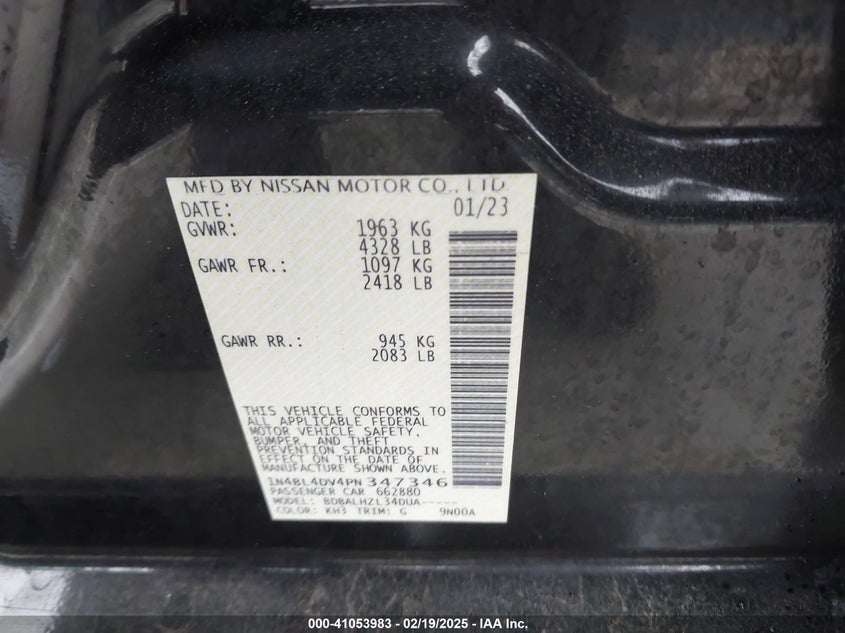 MFD BY NISSAN MOTOR CO., LTD.
DATE: 01/23
GVWR: 1963 KG
4328 LB
GAWR FR.: 1097 KG
2418 LB
GAWR RR.: 945 KG
2083 LB
THIS VEHICLE CONFORMS TO
ALL APPLICABLE FEDERAL
MOTOR VEHICLE SAFETY,
BUMPER, AND THEFT
PREVENTION STANDARDS IN
EFFECT ON THE DATE OF
MANUFACTURE SHOWN ABOVE.
1N4BL4DV4PN347346
PASSENGER CAR 662880
MODEL: BDBALHZL34DUA-----
COLOR: KH3 TRIM: G 9N00A
000-41053983 - 02/19/2025 - IAA Inc.